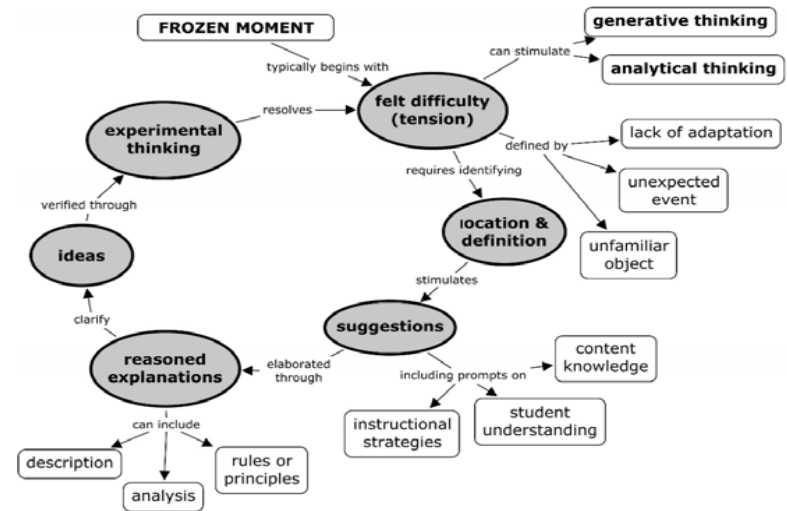 FROZEN MOMENT
typically begins with
felt difficulty
(tension)
can stimulate
generative thinking
analytical thinking
defined by
lack of adaptation
unexpected
event
unfamiliar
object
requires identifying
location &
definition
stimulates
suggestions
including prompts on
content
knowledge
student
understanding
instructional
strategies
elaborated
through
reasoned
explanations
can include
description
analysis
rules or
principles
clarify
ideas
verified through
experimental
thinking
resolves